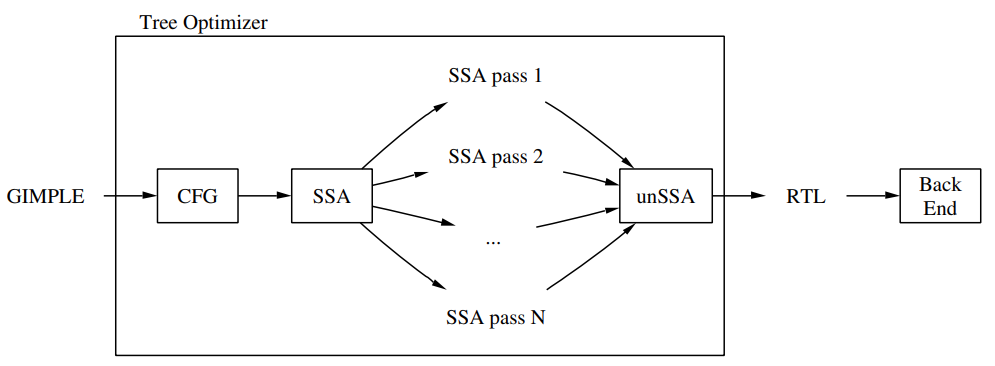 Tree Optimizer
SSA pass 1
SSA pass 2
GIMPLE
CFG
SSA
unSSA
RTL
Back
End
...
SSA pass N